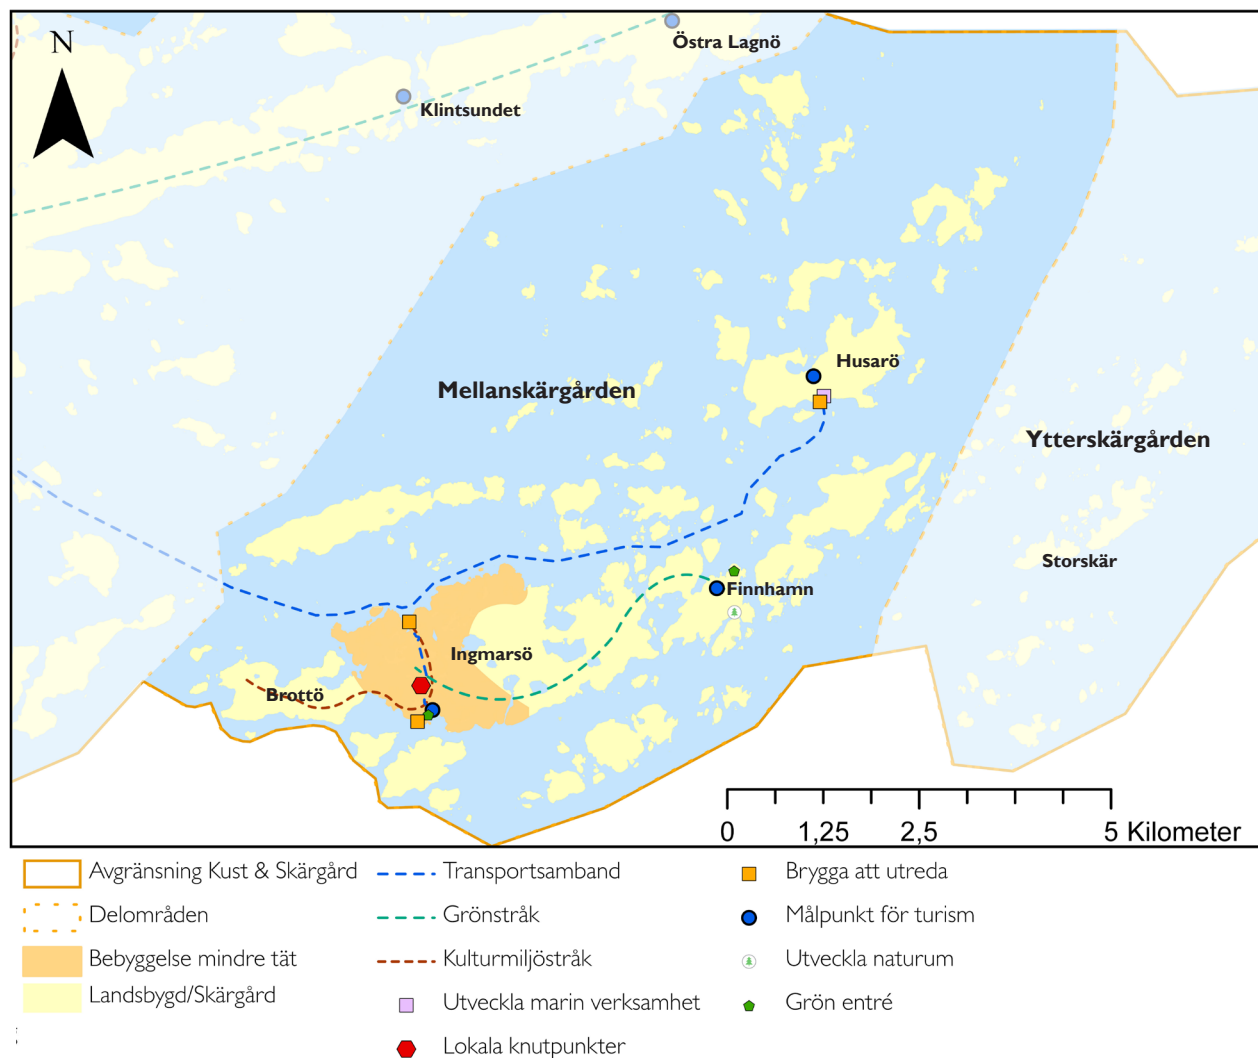 N
Östra Lagnö
Klintsundet
Husarö
Mellanskärgården
Ytterskärgården
Storskär
Finnhamn
Ingmarsö
Brottö
0 1,25 2,5 5 Kilometer
Avgränsning Kust & Skärgård
Delområden
Bebyggelse mindre tät
Landsbygd/Skärgård
Transportsamband
Grönstråk
Kulturmiljöstråk
Utveckla marin verksamhet
Lokala knutpunkter
Brygga att utreda
Målpunkt för turism
Utveckla naturum
Grön entré